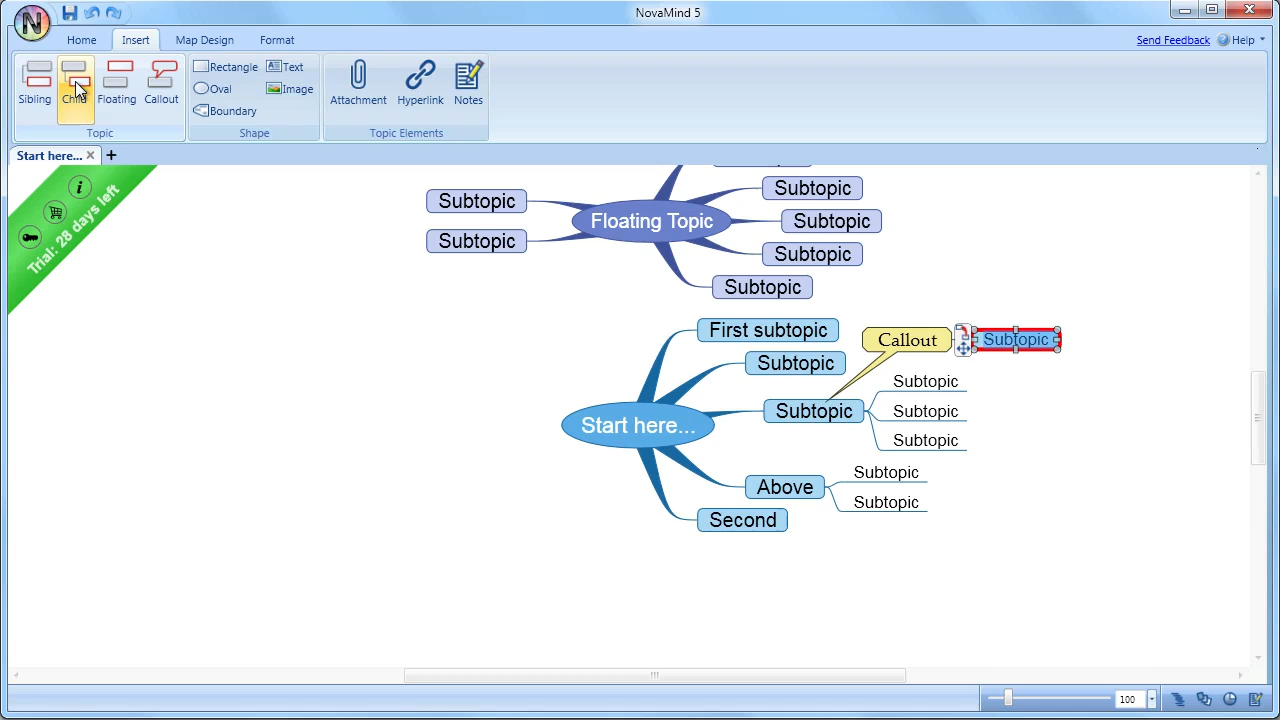 NovaMind 5
Home Insert Map Design Format Send Feedback Help
Sibling Child Floating Callout
Topic
Rectangle Text
Oval Image
Boundary
Shape
Attachment Hyperlink Notes
Topic Elements
Start here...
Trial: 28 days left
Subtopic
Subtopic
Floating Topic
Subtopic
Subtopic
Subtopic
Subtopic
First subtopic
Subtopic
Subtopic
Callout
Subtopic
Subtopic
Subtopic
Subtopic
Start here...
Above
Subtopic
Subtopic
Second
100